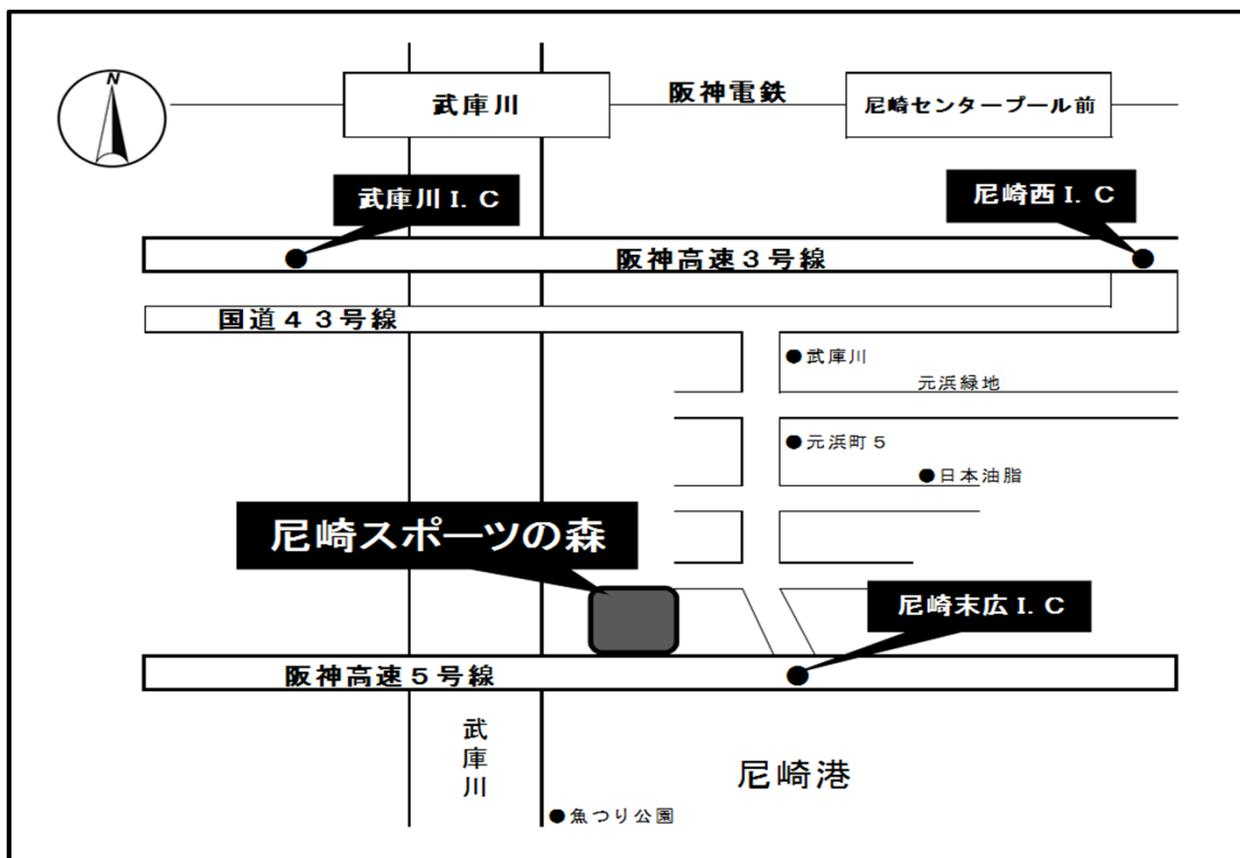 N
武庫川
阪神電鉄
尼崎センタープール前
武庫川I. C
尼崎西I. C
阪神高速３号線
国道４３号線
●武庫川
元浜緑地
●元浜町５
●日本油脂
尼崎スポーツの森
尼崎末広I. C
阪神高速５号線
武庫川
尼崎港
●魚つり公園